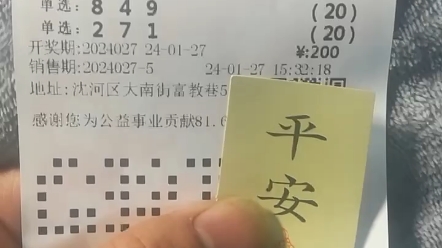 单选: 8 4 9 (20)
单选: 2 7 1 (20)
开奖期:2024027 24-01-27 ¥:200
销售期:2024027-5 24-01-27 15:32:18
地址:沈河区大南街富教巷5
感谢您为公益事业贡献81.6
平
安